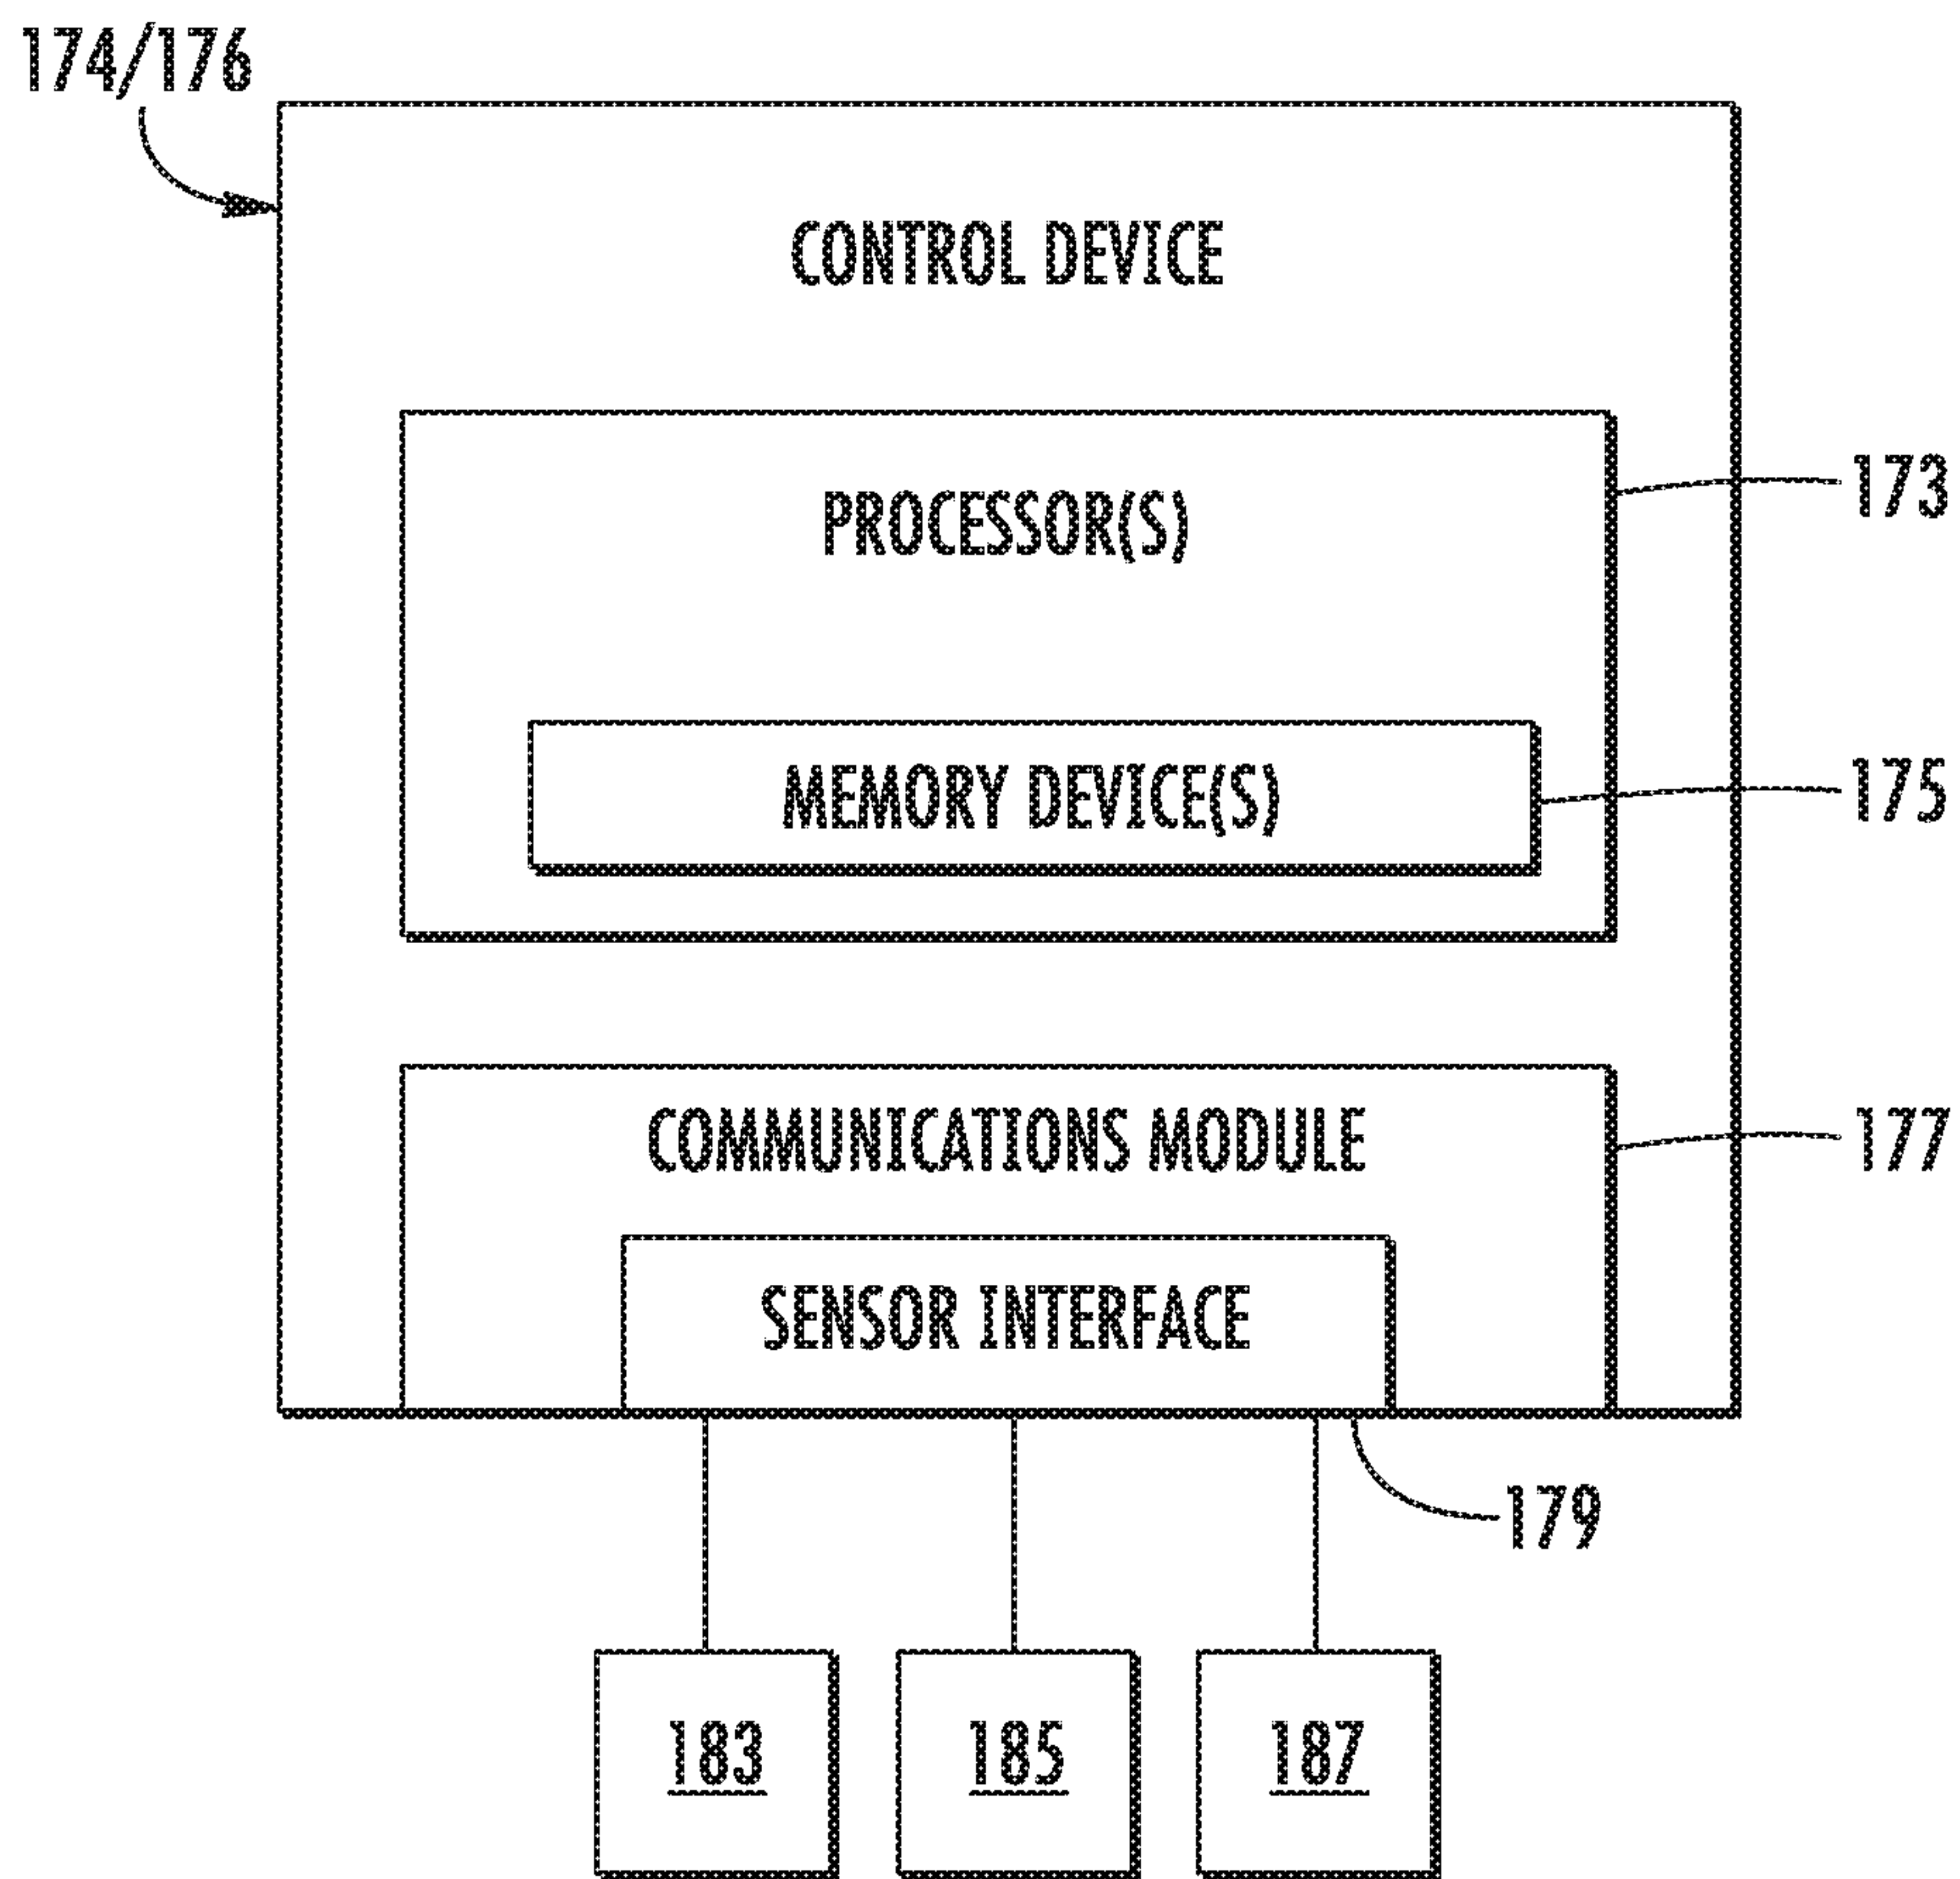 174/176
CONTROL DEVICE
PROCESSOR(S)
173
MEMORY DEVICE(S)
175
COMMUNICATIONS MODULE
177
SENSOR INTERFACE
179
183
185
187